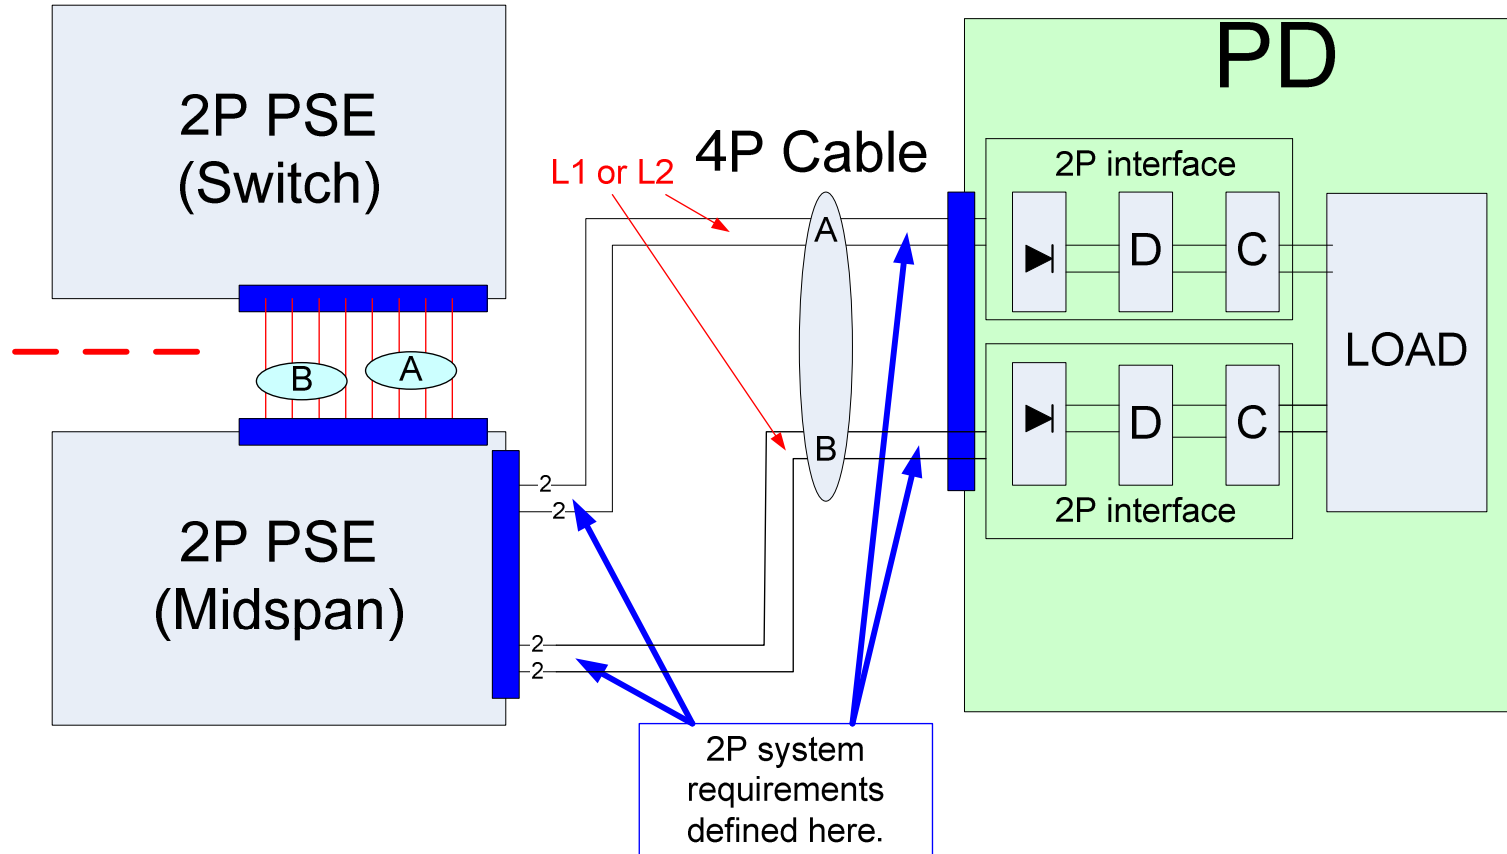 2P PSE
(Switch)
B
A
2P PSE
(Midspan)
2
2
2
2
L1 or L2
4P Cable
A
B
2P system
requirements
defined here.
PD
2P interface
D
C
LOAD
D
C
2P interface